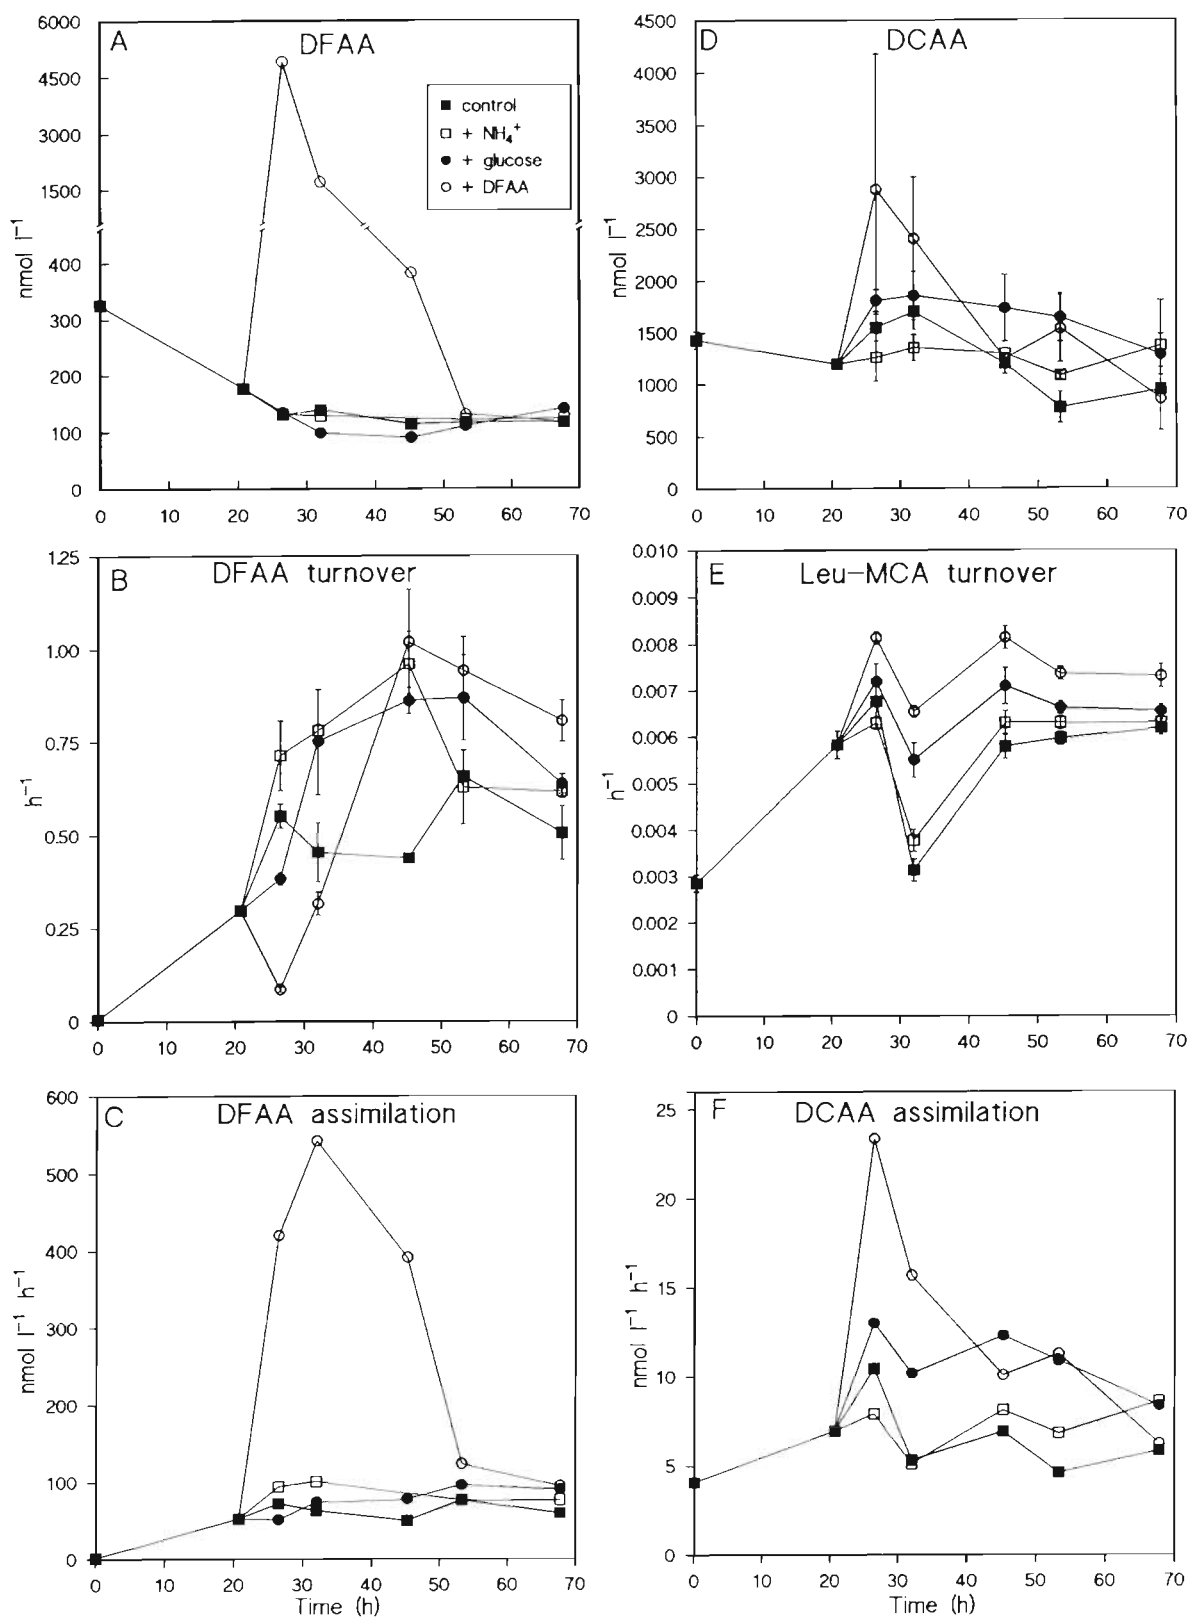 A DFAA
6000
4500
3000
1500
400
300
200
100
0
nmol l⁻¹
■ control
□ + NH₄⁺
● + glucose
○ + DFAA
0 10 20 30 40 50 60 70
D DCAA
4500
4000
3500
3000
2500
2000
1500
1000
500
0
nmol l⁻¹
0 10 20 30 40 50 60 70
B DFAA turnover
1.25
1.00
0.75
0.50
0.25
0
h⁻¹
0 10 20 30 40 50 60 70
E Leu-MCA turnover
0.010
0.009
0.008
0.007
0.006
0.005
0.004
0.003
0.002
0.001
0
h⁻¹
0 10 20 30 40 50 60 70
C DFAA assimilation
600
500
400
300
200
100
0
nmol l⁻¹ h⁻¹
0 10 20 30 40 50 60 70
Time (h)
F DCAA assimilation
25
20
15
10
5
0
nmol l⁻¹ h⁻¹
0 10 20 30 40 50 60 70
Time (h)